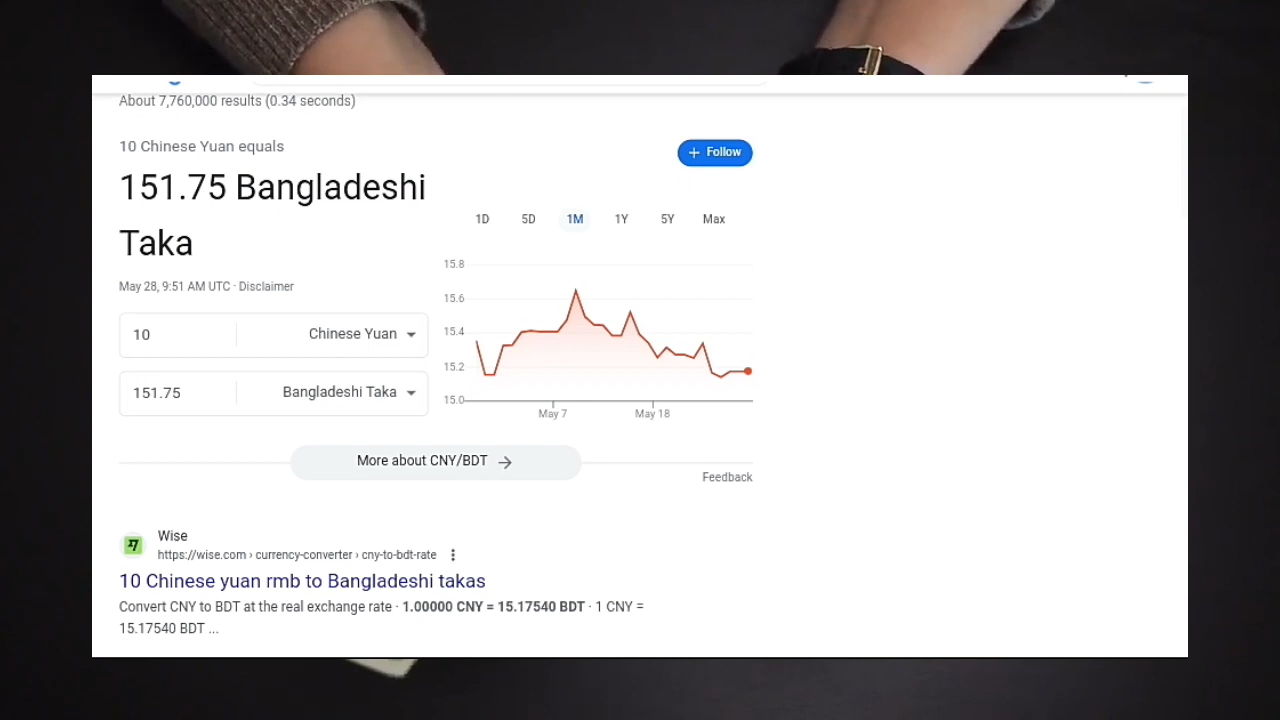 About 7,760,000 results (0.34 seconds)
10 Chinese Yuan equals
+ Follow
151.75 Bangladeshi
Taka
May 28, 9:51 AM UTC · Disclaimer
10 Chinese Yuan
151.75 Bangladeshi Taka
1D 5D 1M 1Y 5Y Max
15.8
15.6
15.4
15.2
15.0
May 7 May 18
More about CNY/BDT →
Feedback
Wise
https://wise.com › currency-converter › cny-to-bdt-rate
10 Chinese yuan rmb to Bangladeshi takas
Convert CNY to BDT at the real exchange rate · 1.00000 CNY = 15.17540 BDT · 1 CNY =
15.17540 BDT ...